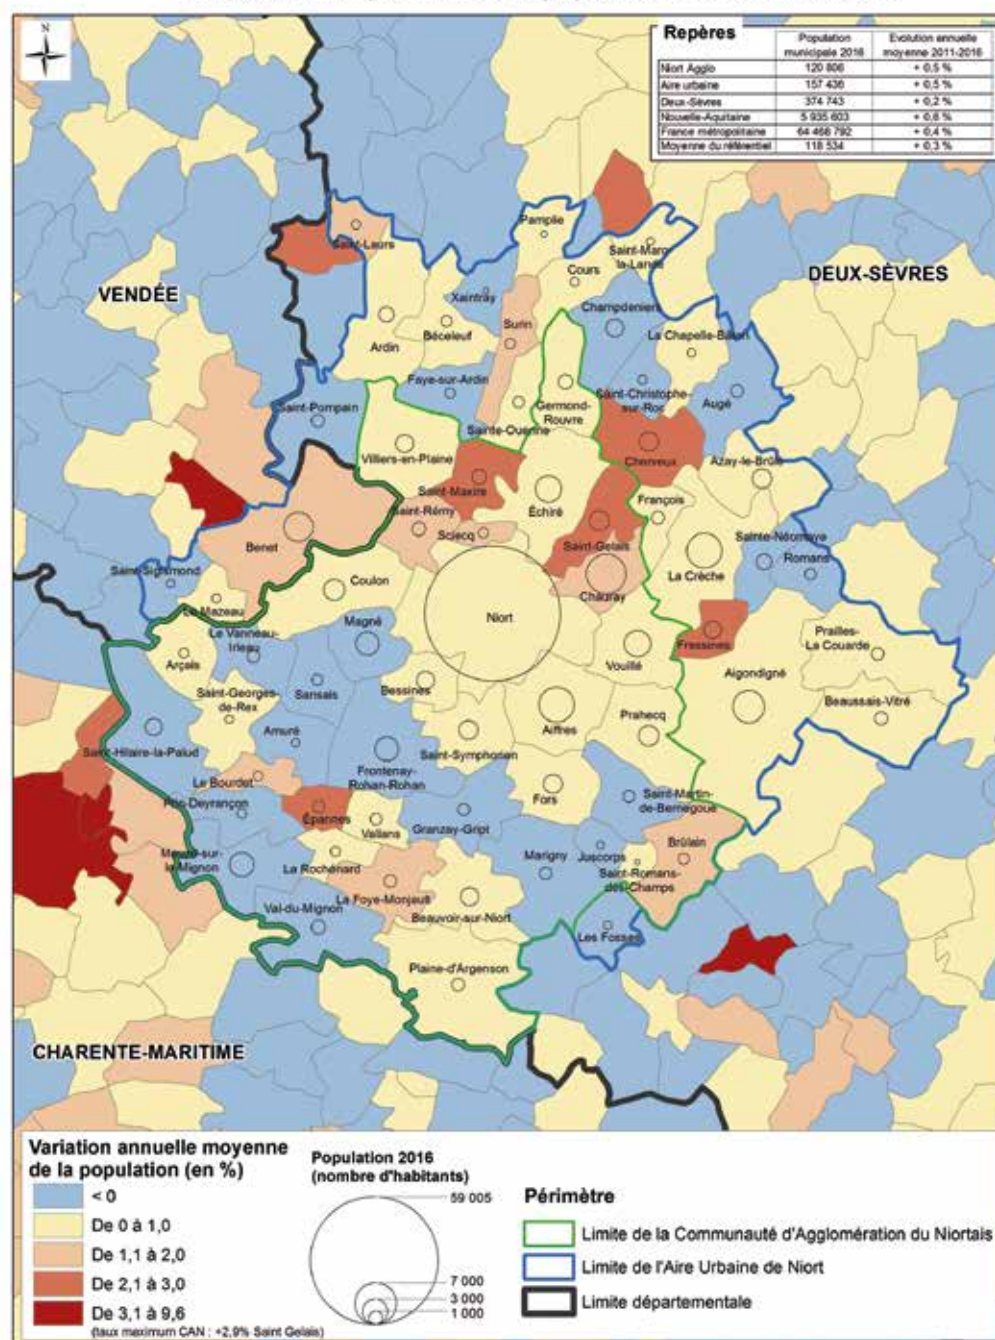 N
Repères
Population municipale 2016
Evolution annuelle moyenne 2011-2016
Niort Agglo 120 806 + 0,5 %
Aire urbaine 157 436 + 0,5 %
Deux-Sèvres 374 743 + 0,2 %
Nouvelle-Aquitaine 5 935 603 + 0,6 %
France métropolitaine 64 468 792 + 0,4 %
Moyenne du référentiel 118 534 + 0,3 %
Pamplie
Saint-Laurs
Saint-Marc-
la-Lande
Cours
VENDÉE
DEUX-SÈVRES
Xaintray
Champdeniers
Surin
Béceleuf
Ardin
La Chapelle-Bâton
Faye-sur-Ardin
Saint-Christophe-
sur-Roc
Augé
Germond-
Rouvre
Saint-Pompain
Sainte-Ouenne
Villiers-en-Plaine
Cherveux
Azay-le-Brûlé
Saint-Maxire
François
Saint-Rémy
Échiré
Sciecq
Benet
Saint-Gelais
Sainte-Néomaye
Romans
La Crèche
Saint-Sigismond
Coulon
Chauray
Le Mazeau
Niort
Magné
Le Vanneau-
Irleau
Fressines
Prailles-
La Couarde
Arçais
Vouillé
Aigondigné
Sansais
Bessines
Saint-Georges-
de-Rex
Beaussais-Vitré
Aiffres
Prahecq
Amuré
Saint-Hilaire-la-Palud
Saint-Symphorien
Frontenay-
Rohan-Rohan
Le Bourdet
Fors
Saint-Martin-
de-Bernegoue
Prin-Deyrançon
Épannes
Vallans
Granzay-Gript
Brûlain
Mauzé-sur-
le-Mignon
Marigny
Juscorps
La Rochénard
Saint-Romans-
des-Champs
La Foye-Monjault
Val-du-Mignon
Beauvoir-sur-Niort
Les Fosses
Plaine-d'Argenson
CHARENTE-MARITIME
Variation annuelle moyenne
de la population (en %)
< 0
De 0 à 1,0
De 1,1 à 2,0
De 2,1 à 3,0
De 3,1 à 9,6
(taux maximum CAN : +2,9% Saint Gelais)
Population 2016
(nombre d'habitants)
59 005
7 000
3 000
1 000
Périmètre
Limite de la Communauté d'Agglomération du Niortais
Limite de l'Aire Urbaine de Niort
Limite départementale